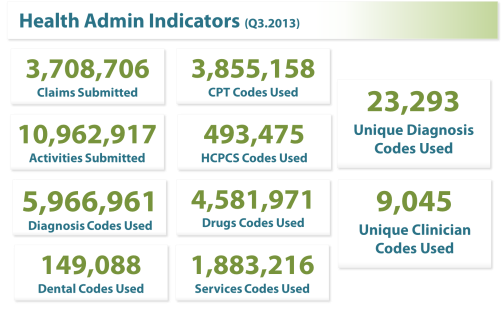 Health Admin Indicators (Q3.2013)
3,708,706
Claims Submitted
3,855,158
CPT Codes Used
10,962,917
Activities Submitted
493,475
HCPCS Codes Used
5,966,961
Diagnosis Codes Used
4,581,971
Drugs Codes Used
149,088
Dental Codes Used
1,883,216
Services Codes Used
23,293
Unique Diagnosis
Codes Used
9,045
Unique Clinician
Codes Used